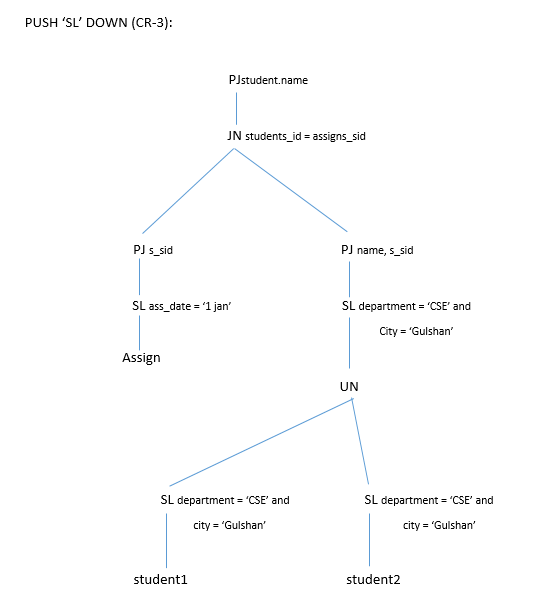 PUSH ‘SL’ DOWN (CR-3):
PJstudent.name
JN students_id = assigns_sid
PJ s_sid
PJ name, s_sid
SL ass_date = ‘1 jan’
SL department = ‘CSE’ and
City = ‘Gulshan’
Assign
UN
SL department = ‘CSE’ and
city = ‘Gulshan’
SL department = ‘CSE’ and
city = ‘Gulshan’
student1
student2